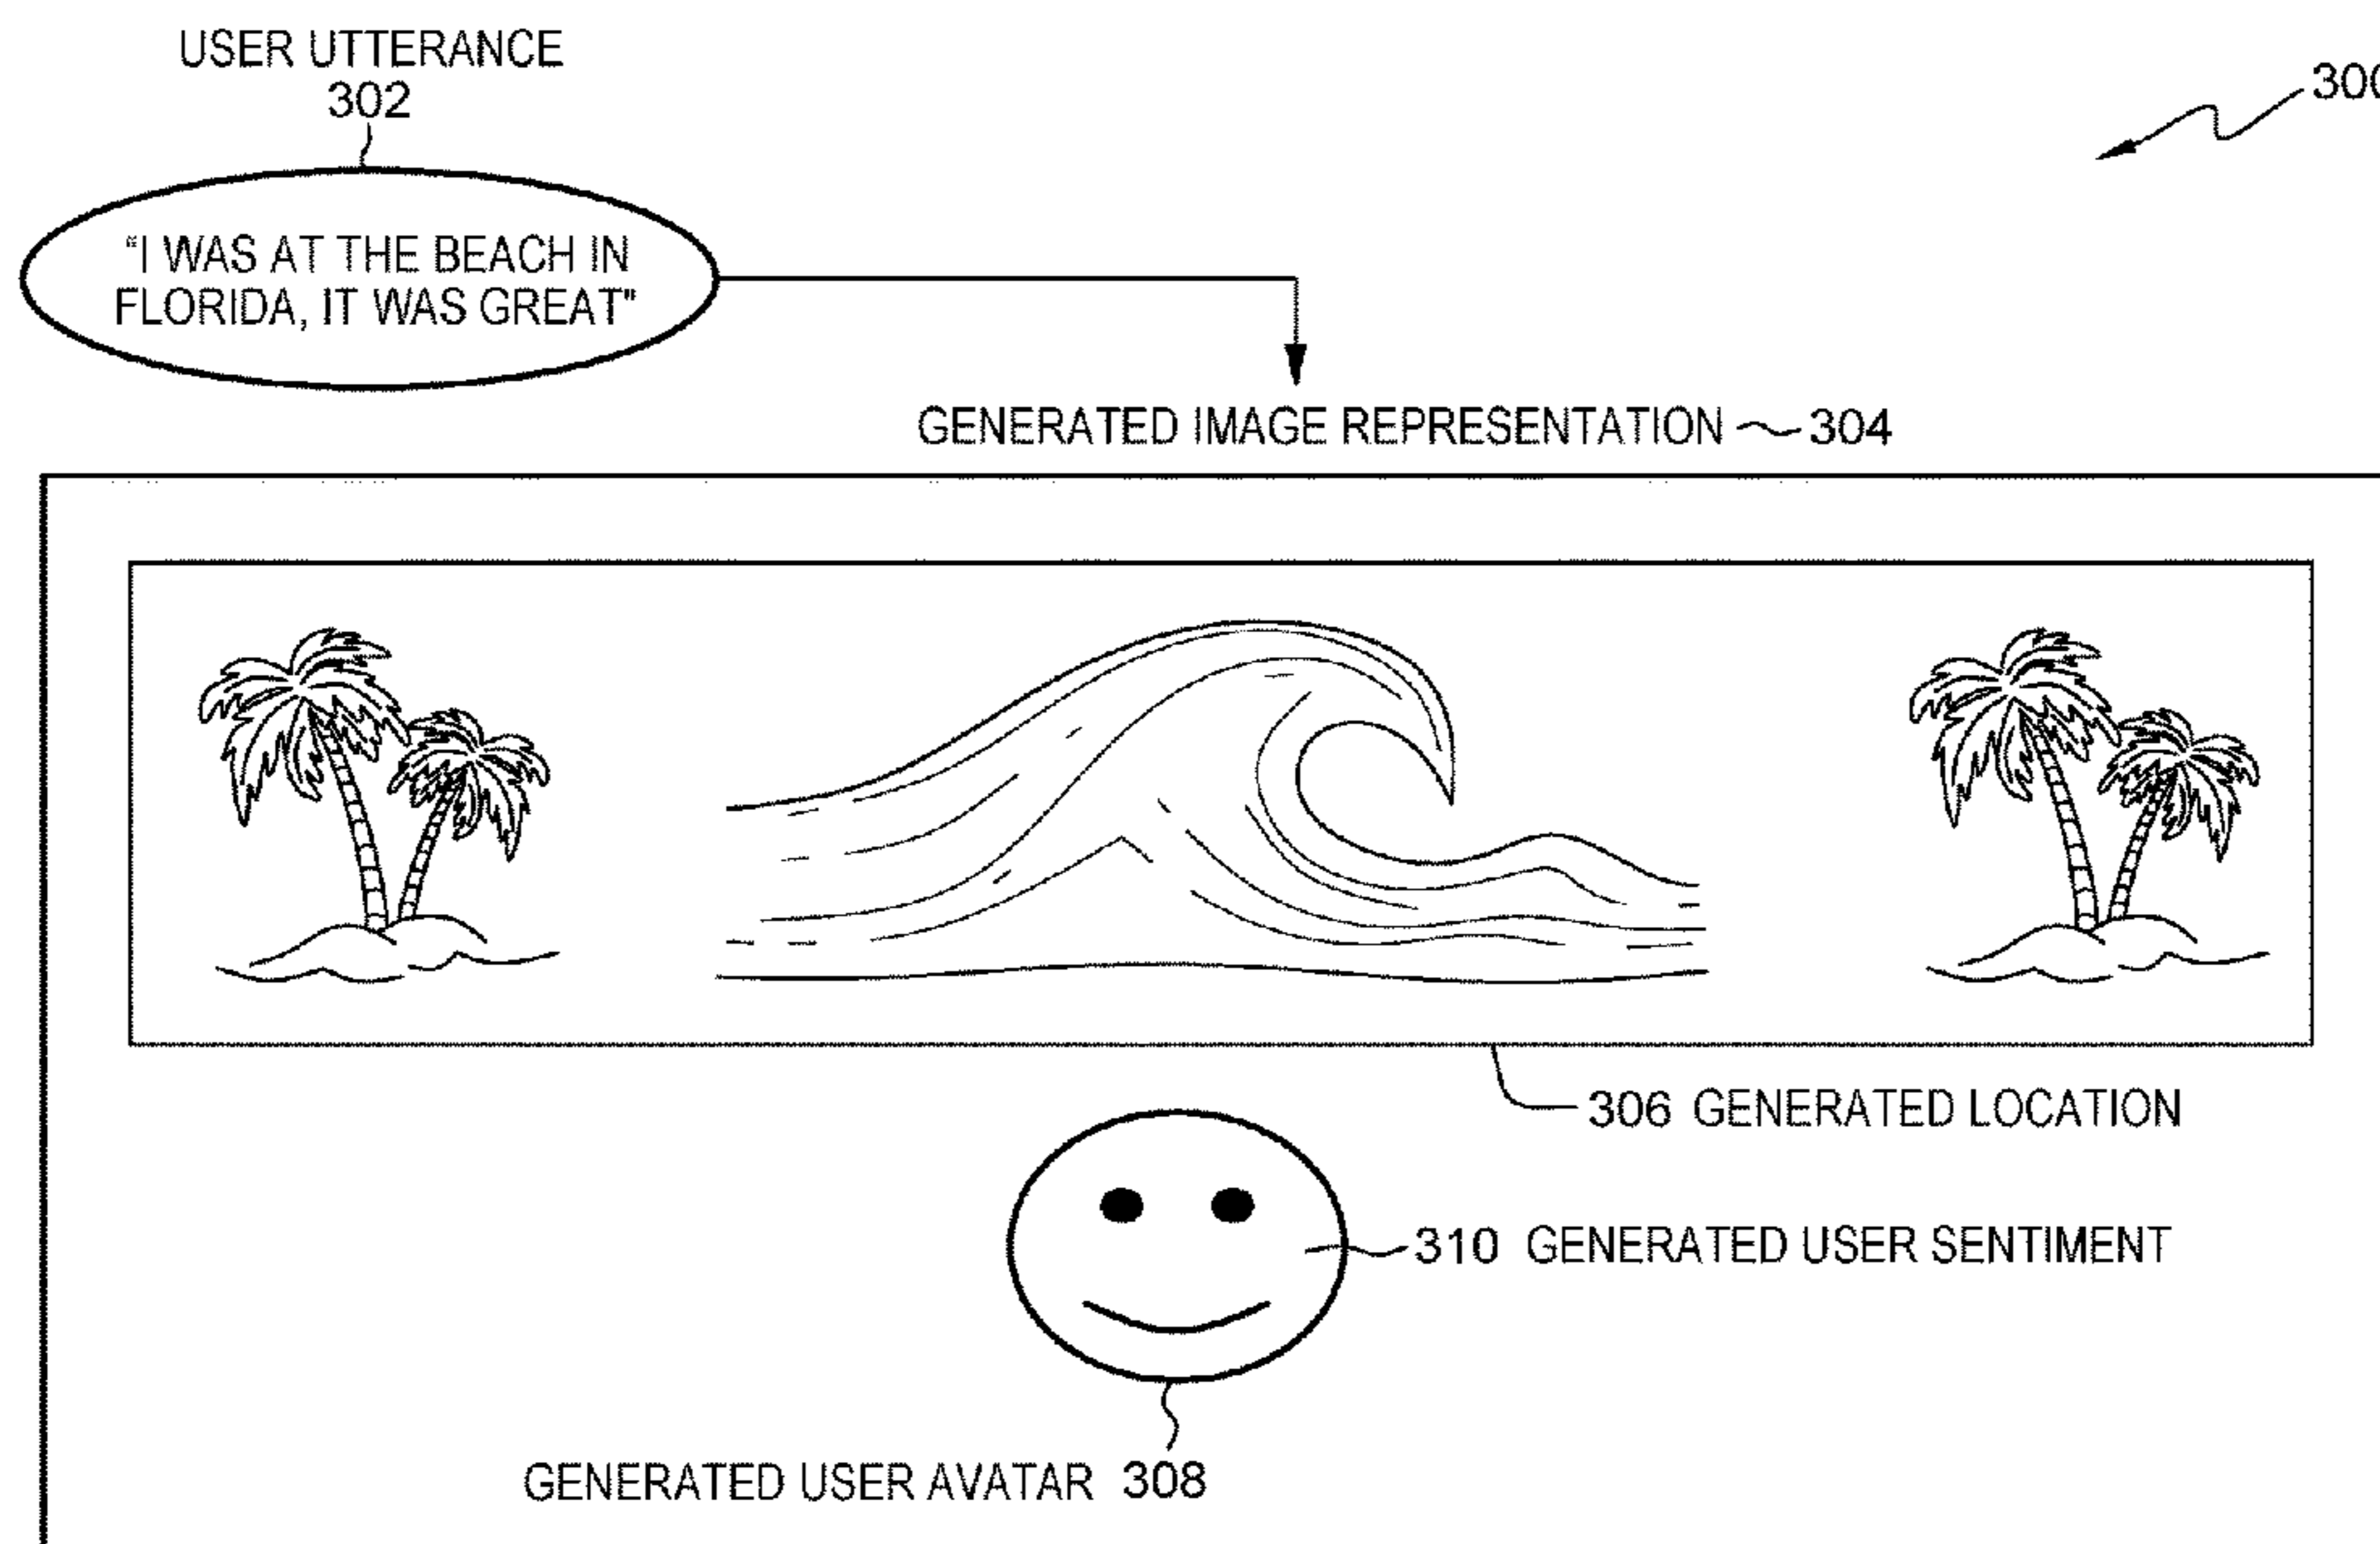 USER UTTERANCE
302
300
"I WAS AT THE BEACH IN
FLORIDA, IT WAS GREAT"
GENERATED IMAGE REPRESENTATION 304
306 GENERATED LOCATION
310 GENERATED USER SENTIMENT
GENERATED USER AVATAR 308